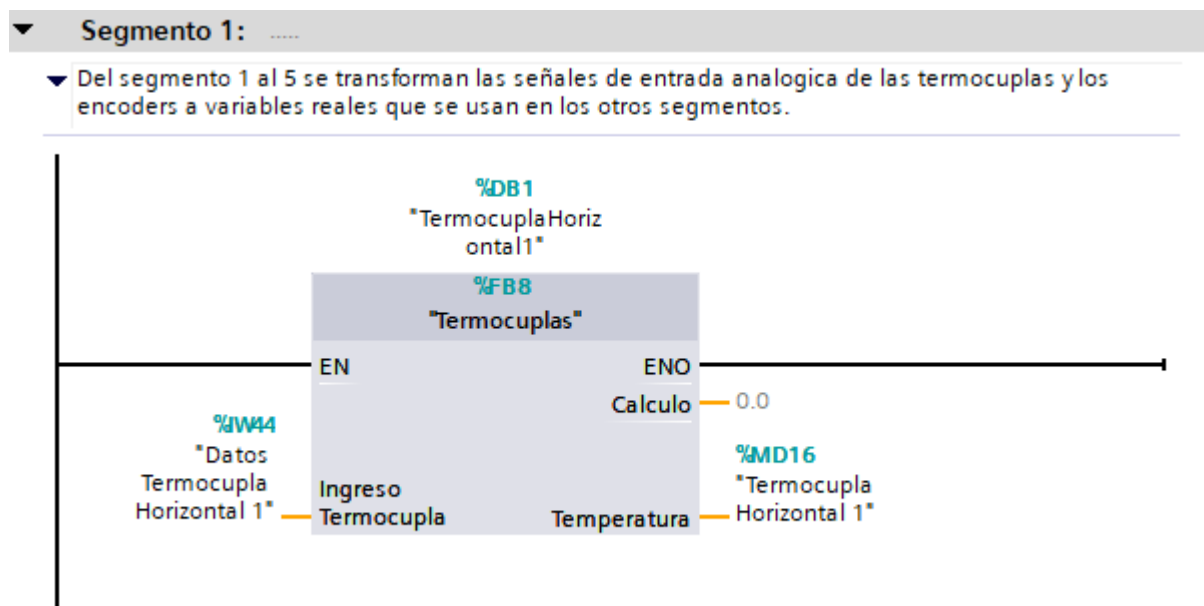 Segmento 1: .....
Del segmento 1 al 5 se transforman las señales de entrada analogica de las termocuplas y los
encoders a variables reales que se usan en los otros segmentos.
%DB1
"TermocuplaHoriz
ontal1"
%FB8
"Termocuplas"
EN
ENO
Calculo
0.0
%IW44
"Datos
Termocupla
Horizontal 1"
Ingreso
Termocupla
Temperatura
%MD16
"Termocupla
Horizontal 1"